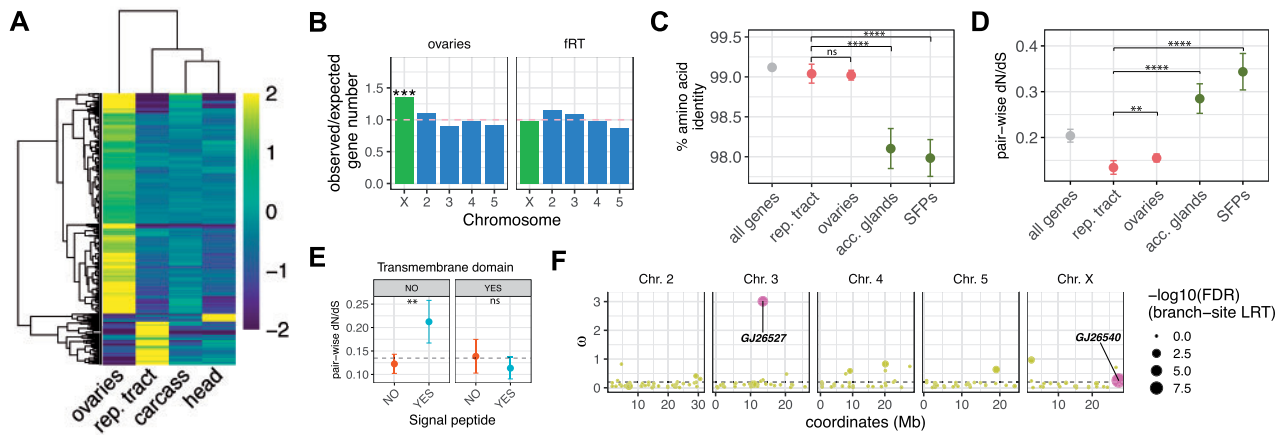 A
2
1
0
−1
−2
ovaries
rep. tract
carcass
head
B
ovaries
fRT
observed/expected
gene number
1.5
1.0
0.5
0.0
***
X 2 3 4 5
X 2 3 4 5
Chromosome
C
% amino acid
identity
99.5
99.0
98.5
98.0
****
****
ns
all genes
rep. tract
ovaries
acc. glands
SFPs
D
pair−wise dN/dS
0.4
0.3
0.2
****
****
**
all genes
rep. tract
ovaries
acc. glands
SFPs
E
Transmembrane domain
NO
YES
**
ns
pair−wise dN/dS
0.25
0.20
0.15
0.10
NO
YES
NO
YES
Signal peptide
F
Chr. 2
Chr. 3
Chr. 4
Chr. 5
Chr. X
ω
3
2
1
0
GJ26527
GJ26540
10 20 30
0 10 20
10 20
0 10 20
0 10 20
coordinates (Mb)
−log10(FDR)
(branch−site LRT)
0.0
2.5
5.0
7.5